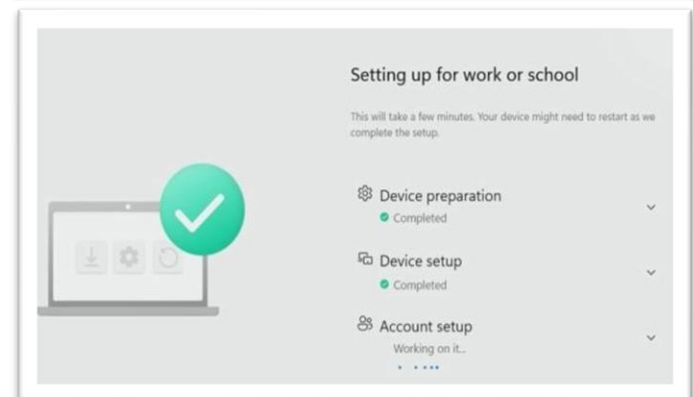 Setting up for work or school
This will take a few minutes. Your device might need to restart as we
complete the setup.
Device preparation
Completed
Device setup
Completed
Account setup
Working on it...